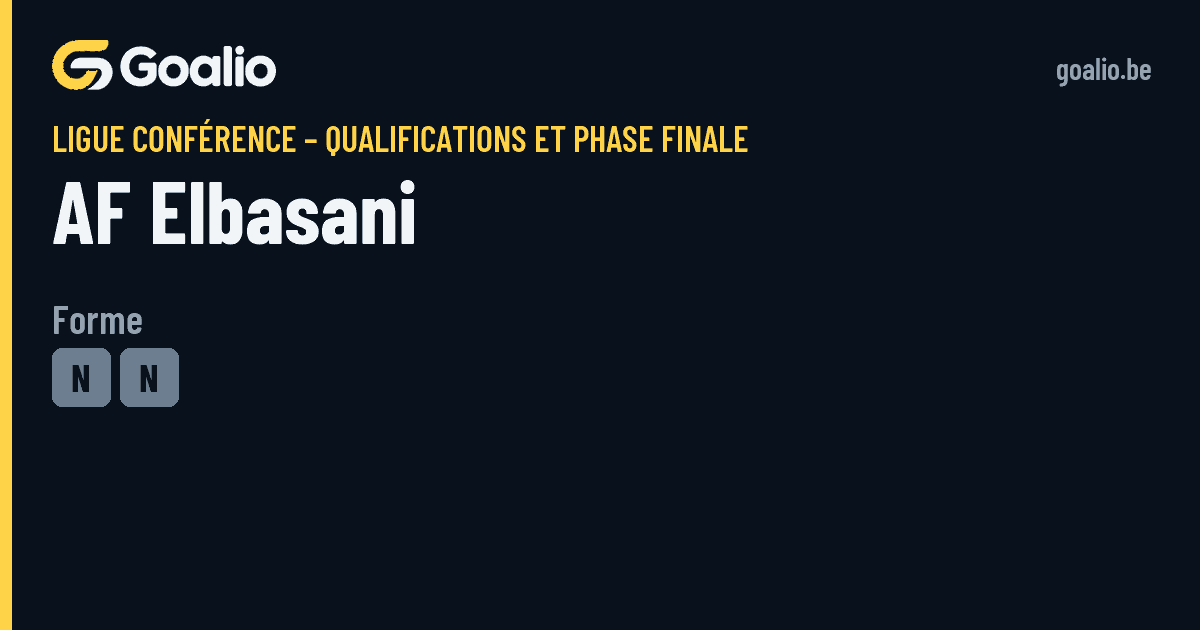 Goalio
goalio.be
LIGUE CONFÉRENCE – QUALIFICATIONS ET PHASE FINALE
AF Elbasani
Forme
N N